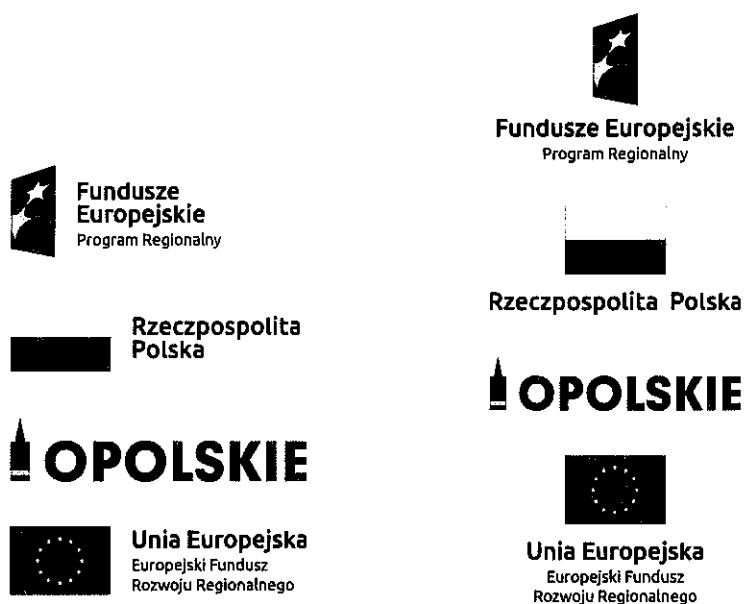 Fundusze
Europejskie
Program Regionalny
Rzeczpospolita
Polska
OPOLSKIE
Unia Europejska
Europejski Fundusz
Rozwoju Regionalnego
Fundusze Europejskie
Program Regionalny
Rzeczpospolita Polska
OPOLSKIE
Unia Europejska
Europejski Fundusz
Rozwoju Regionalnego